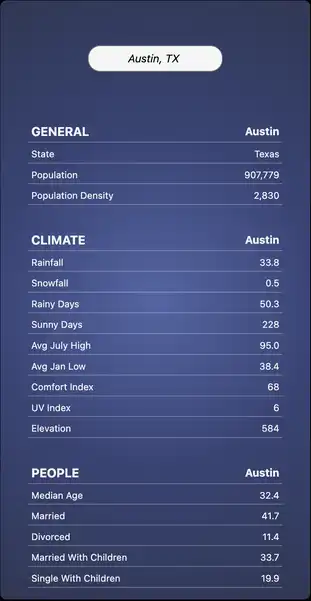 Austin, TX
GENERAL Austin
State Texas
Population 907,779
Population Density 2,830
CLIMATE Austin
Rainfall 33.8
Snowfall 0.5
Rainy Days 50.3
Sunny Days 228
Avg July High 95.0
Avg Jan Low 38.4
Comfort Index 68
UV Index 6
Elevation 584
PEOPLE Austin
Median Age 32.4
Married 41.7
Divorced 11.4
Married With Children 33.7
Single With Children 19.9